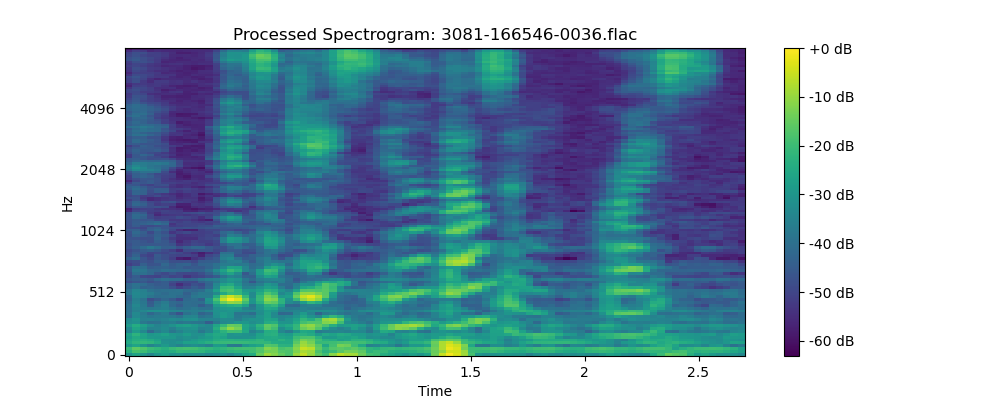 Processed Spectrogram: 3081-166546-0036.flac
+0 dB
-10 dB
-20 dB
-30 dB
-40 dB
-50 dB
-60 dB
4096
2048
1024
512
0
Hz
0
0.5
1
1.5
2
2.5
Time